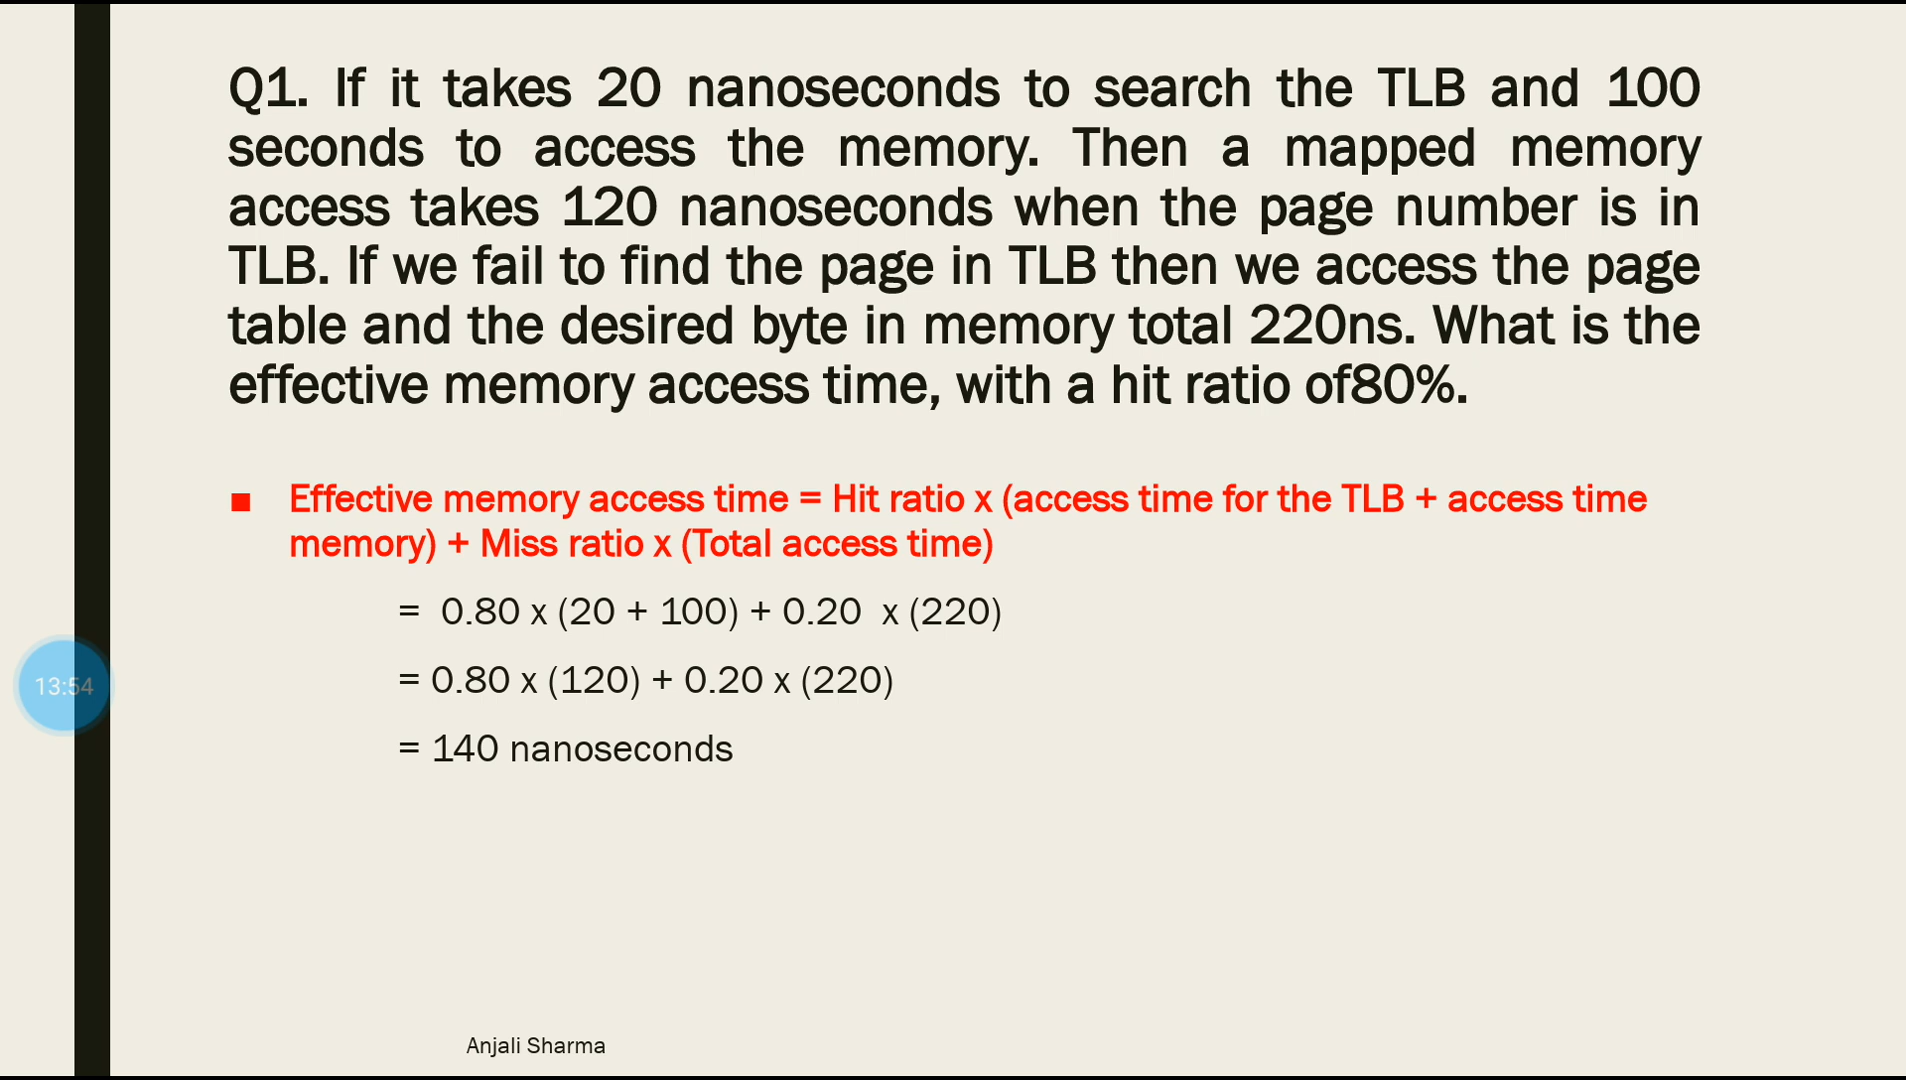 Q1. If it takes 20 nanoseconds to search the TLB and 100
seconds to access the memory. Then a mapped memory
access takes 120 nanoseconds when the page number is in
TLB. If we fail to find the page in TLB then we access the page
table and the desired byte in memory total 220ns. What is the
effective memory access time, with a hit ratio of80%.
■ Effective memory access time = Hit ratio x (access time for the TLB + access time
memory) + Miss ratio x (Total access time)
= 0.80 x (20 + 100) + 0.20 x (220)
= 0.80 x (120) + 0.20 x (220)
13:54
= 140 nanoseconds
Anjali Sharma